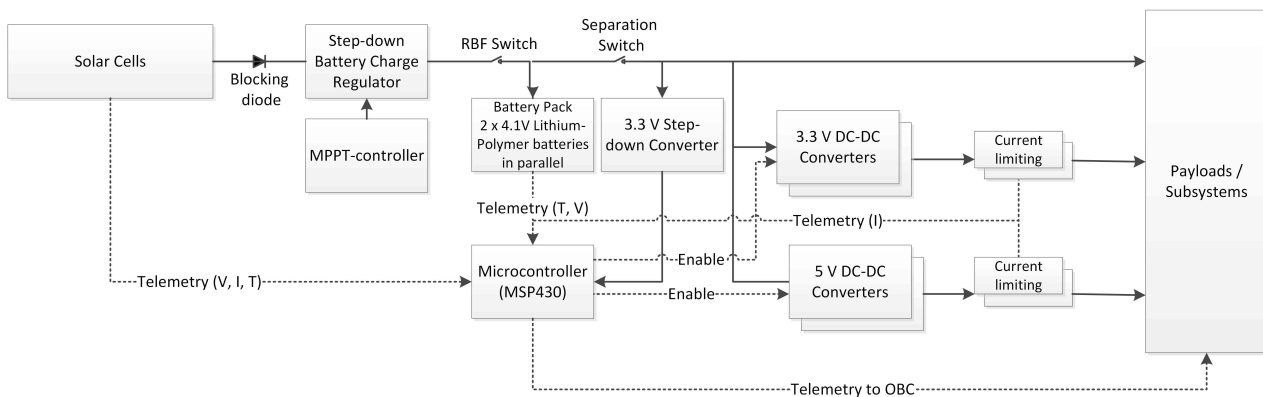 Solar Cells
Blocking
diode
Step-down
Battery Charge
Regulator
MPPT-controller
RBF Switch
Separation
Switch
Battery Pack
2 x 4.1V Lithium-
Polymer batteries
in parallel
3.3 V Step-
down Converter
3.3 V DC-DC
Converters
Current
limiting
Payloads /
Subsystems
Telemetry (T, V)
Telemetry (I)
Telemetry (V, I, T)
Microcontroller
(MSP430)
Enable
Enable
5 V DC-DC
Converters
Current
limiting
Telemetry to OBC